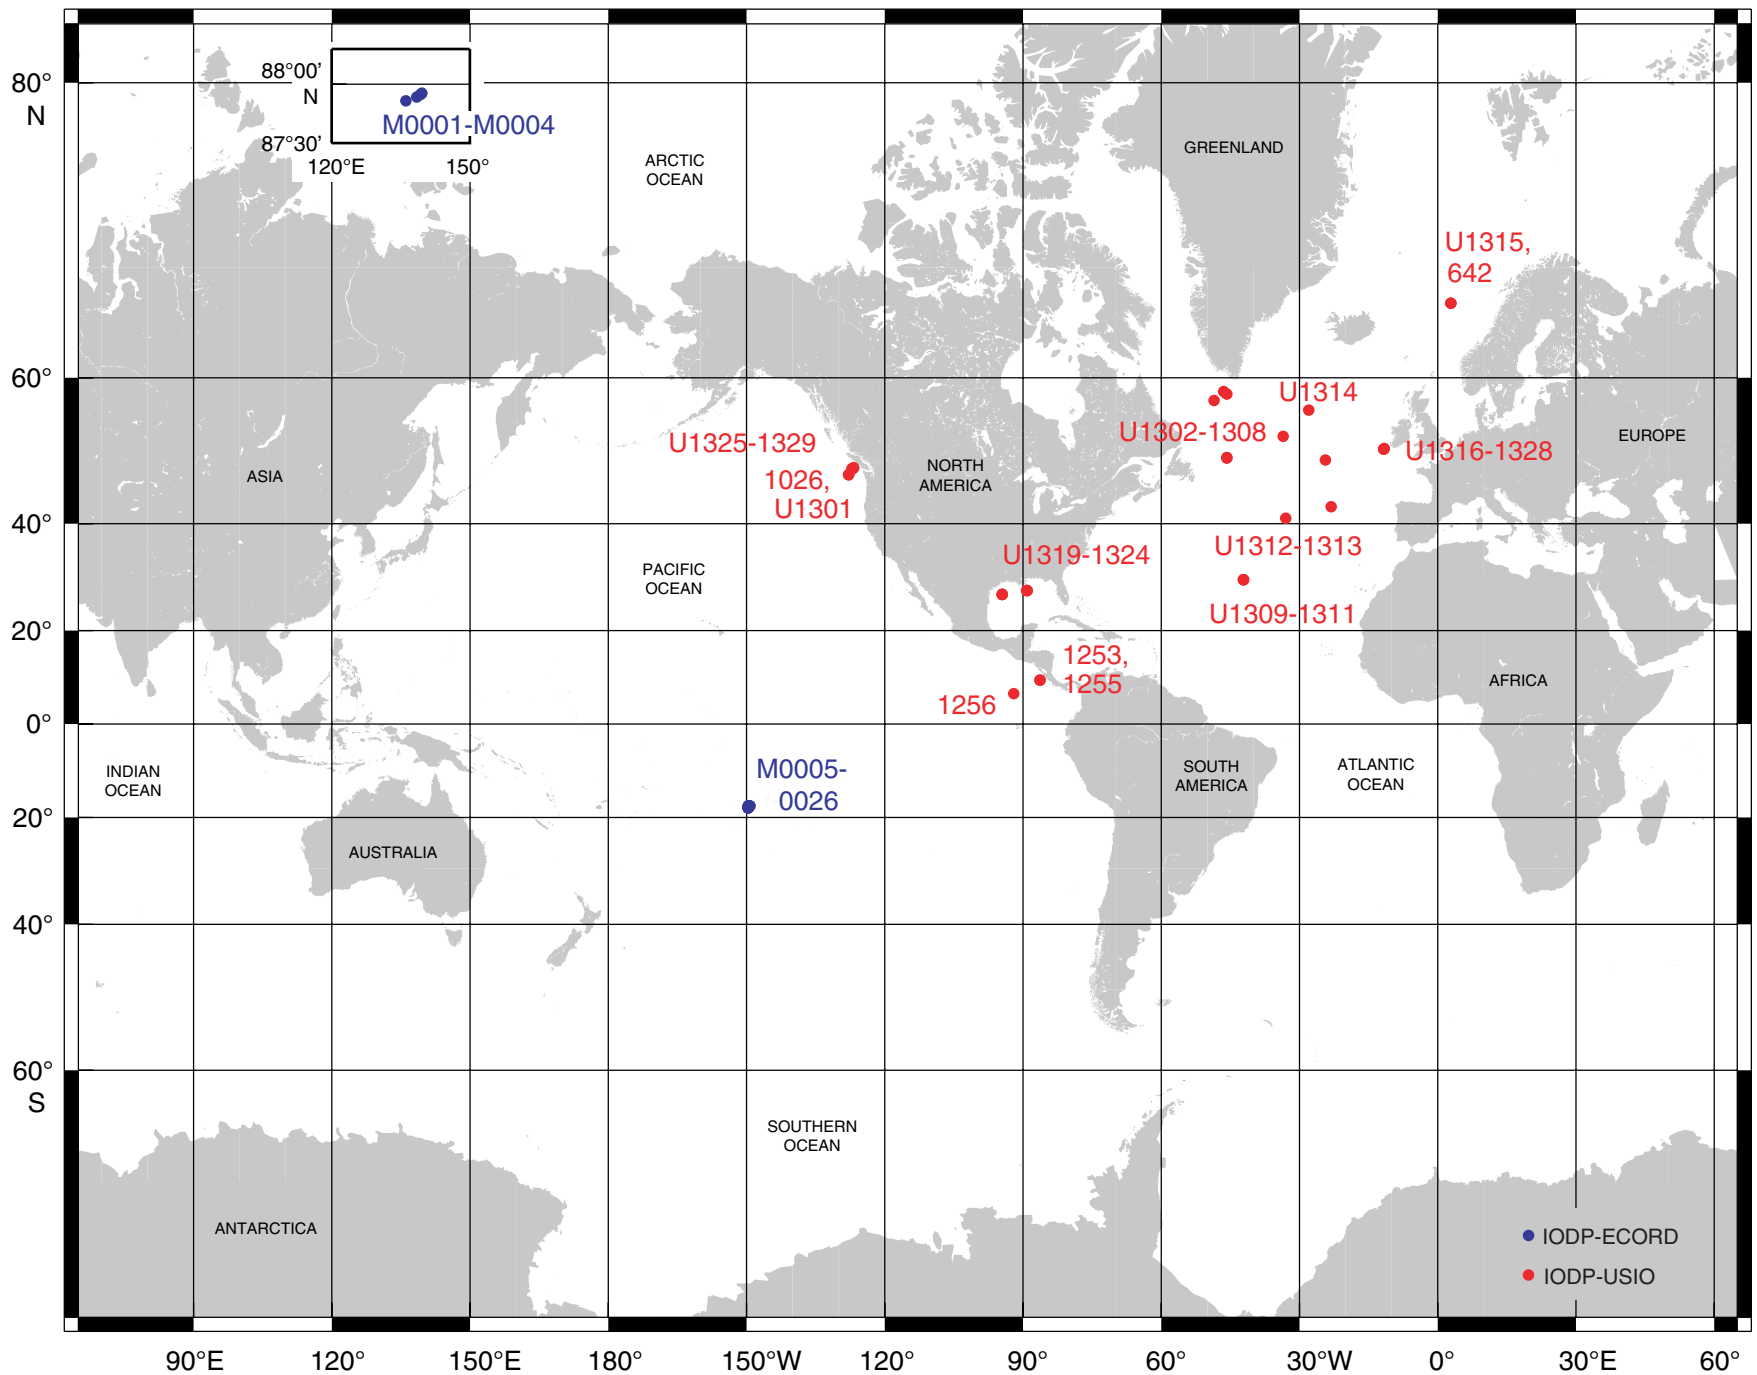 88°00'
N
87°30'
120°E
150°
M0001-M0004
80°
N
60°
40°
20°
0°
20°
40°
60°
S
ARCTIC
OCEAN
GREENLAND
U1315,
642
U1314
U1302-1308
U1316-1328
EUROPE
U1325-1329
1026,
U1301
NORTH
AMERICA
ASIA
U1312-1313
U1319-1324
PACIFIC
OCEAN
U1309-1311
1253,
1255
1256
AFRICA
INDIAN
OCEAN
M0005-
0026
SOUTH
AMERICA
ATLANTIC
OCEAN
AUSTRALIA
SOUTHERN
OCEAN
ANTARCTICA
IODP-ECORD
IODP-USIO
90°E
120°
150°E
180°
150°W
120°
90°
60°
30°W
0°
30°E
60°